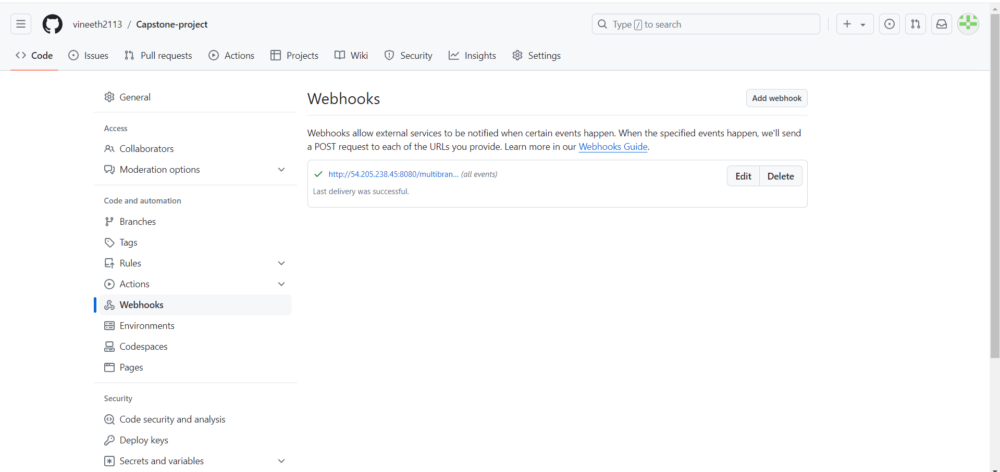 vineeth2113 / Capstone-project
Type / to search
Code Issues Pull requests Actions Projects Wiki Security Insights Settings
General
Access
Collaborators
Moderation options
Code and automation
Branches
Tags
Rules
Actions
Webhooks
Environments
Codespaces
Pages
Security
Code security and analysis
Deploy keys
Secrets and variables
Webhooks
Add webhook
Webhooks allow external services to be notified when certain events happen. When the specified events happen, we'll send
a POST request to each of the URLs you provide. Learn more in our Webhooks Guide.
http://54.205.238.45:8080/multibran... (all events)
Edit Delete
Last delivery was successful.